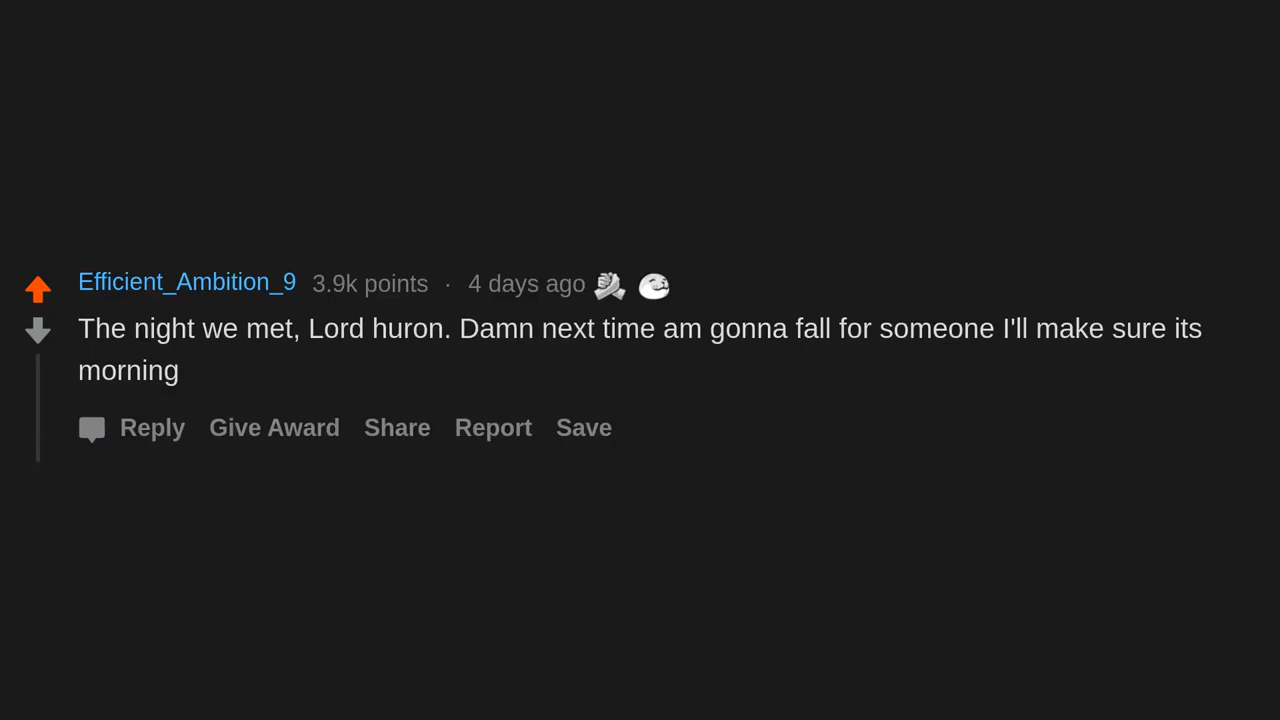 Efficient_Ambition_9 3.9k points · 4 days ago
The night we met, Lord huron. Damn next time am gonna fall for someone I'll make sure its
morning
Reply Give Award Share Report Save